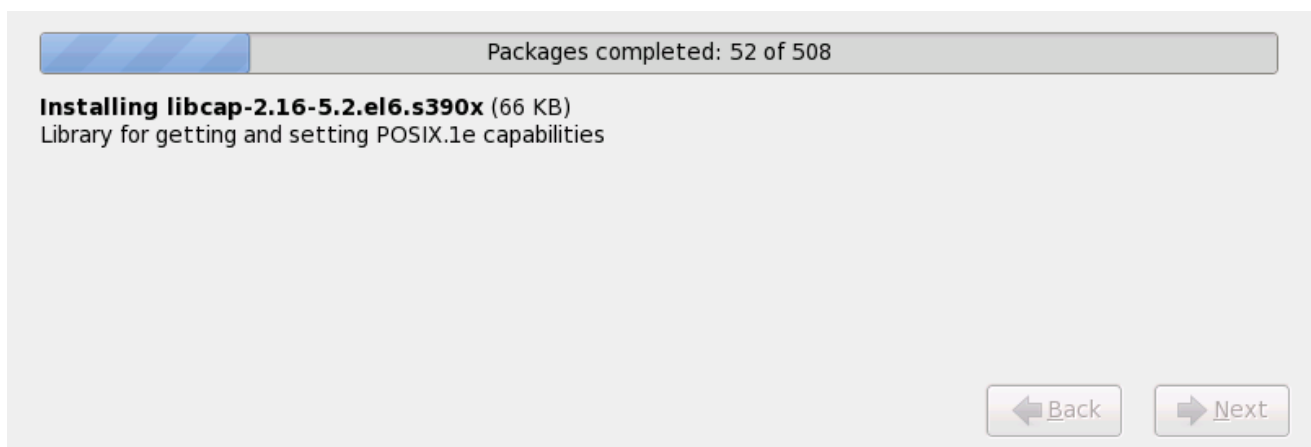 Packages completed: 52 of 508
Installing libcap-2.16-5.2.el6.s390x (66 KB)
Library for getting and setting POSIX.1e capabilities
Back
Next